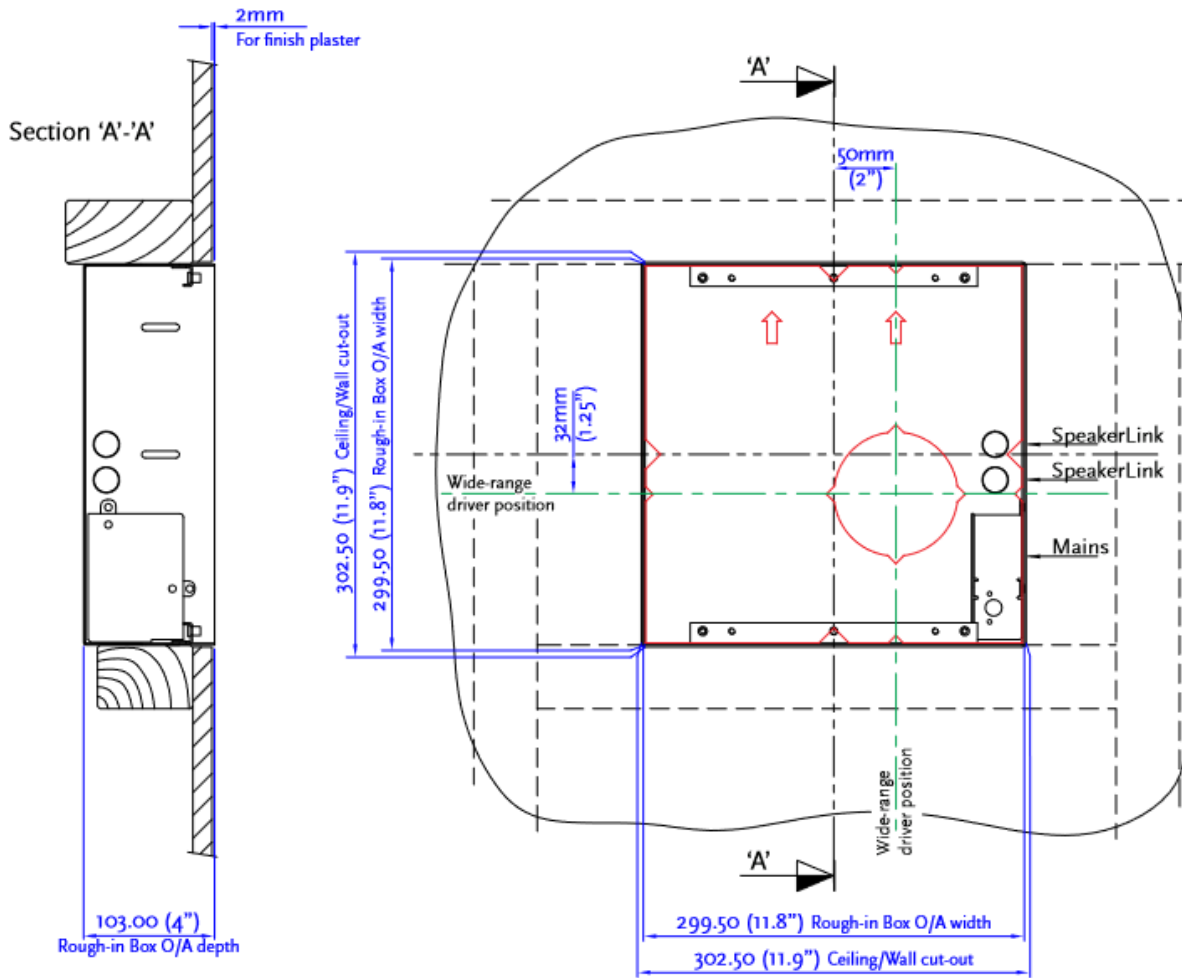 2mm
For finish plaster
Section 'A'-'A'
'A'
50mm
(2")
302.50 (11.9") Ceiling/Wall cut-out
299.50 (11.8") Rough-in Box O/A width
32mm
(1.25")
Wide-range
driver position
SpeakerLink
SpeakerLink
Mains
Wide-range
driver position
'A'
103.00 (4")
Rough-in Box O/A depth
299.50 (11.8") Rough-in Box O/A width
302.50 (11.9") Ceiling/Wall cut-out